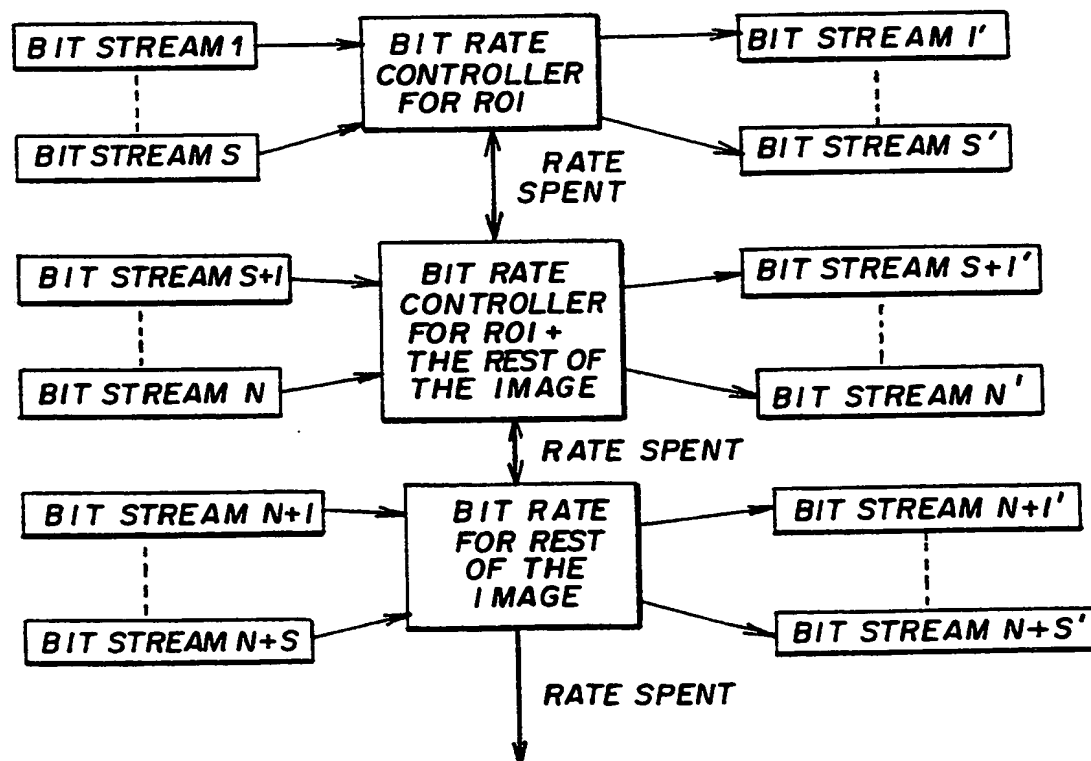 BIT STREAM 1
BIT STREAM S
BIT RATE
CONTROLLER
FOR ROI
BIT STREAM 1'
BIT STREAM S'
RATE
SPENT
BIT STREAM S+1
BIT STREAM N
BIT RATE
CONTROLLER
FOR ROI +
THE REST OF
THE IMAGE
BIT STREAM S+1'
BIT STREAM N'
RATE SPENT
BIT STREAM N+1
BIT STREAM N+S
BIT RATE
FOR REST
OF THE
IMAGE
BIT STREAM N+1'
BIT STREAM N+S'
RATE SPENT